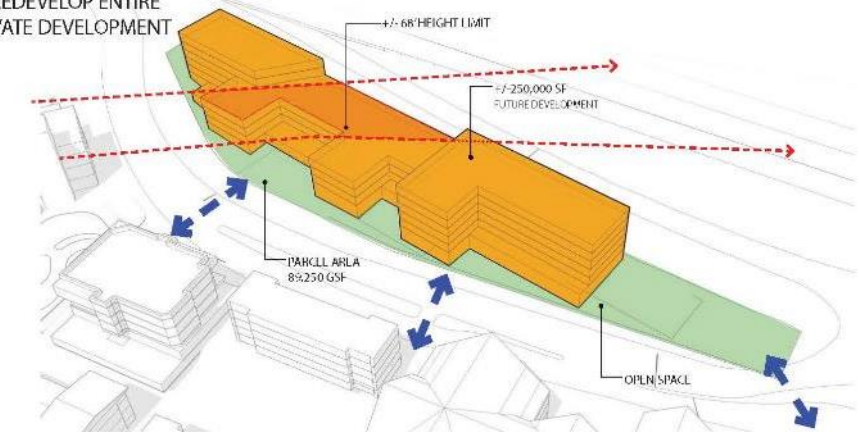 EDEVELOP ENTIRE
VATE DEVELOPMENT
+/- 68' HEIGHT LIMIT
+/-250,000 SF
FUTURE DEVELOPMENT
PARCEL AREA
89,250 GSF
OPEN SPACE